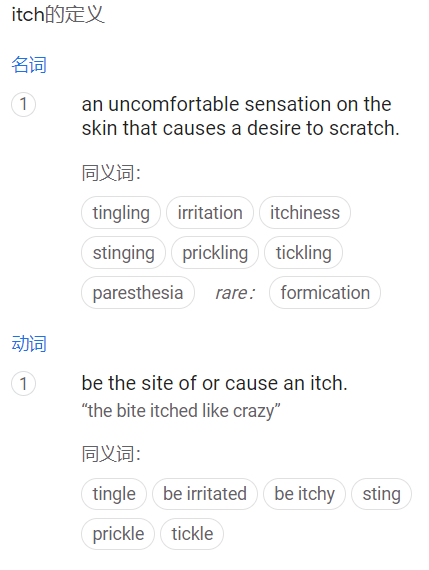 itch的定义
名词
1 an uncomfortable sensation on the
skin that causes a desire to scratch.
同义词：
tingling irritation itchiness
stinging prickling tickling
paresthesia rare： formication
动词
1 be the site of or cause an itch.
“the bite itched like crazy”
同义词：
tingle be irritated be itchy sting
prickle tickle